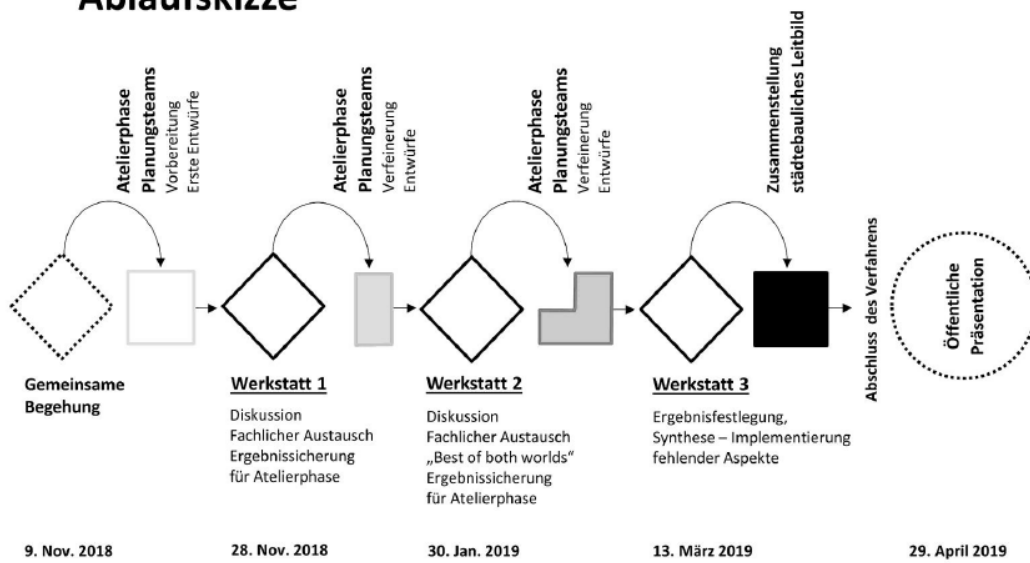 Ablaufskizze
Atelierphase
Planungsteams
Vorbereitung
Erste Entwürfe
Atelierphase
Planungsteams
Verfeinerung
Entwürfe
Atelierphase
Planungsteams
Verfeinerung
Entwürfe
Zusammenstellung
städtebauliches Leitbild
Abschluss des Verfahrens
Öffentliche
Präsentation
Gemeinsame
Begehung
Werkstatt 1
Diskussion
Fachlicher Austausch
Ergebnissicherung
für Atelierphase
Werkstatt 2
Diskussion
Fachlicher Austausch
„Best of both worlds“
Ergebnissicherung
für Atelierphase
Werkstatt 3
Ergebnisfestlegung,
Synthese – Implementierung
fehlender Aspekte
9. Nov. 2018
28. Nov. 2018
30. Jan. 2019
13. März 2019
29. April 2019